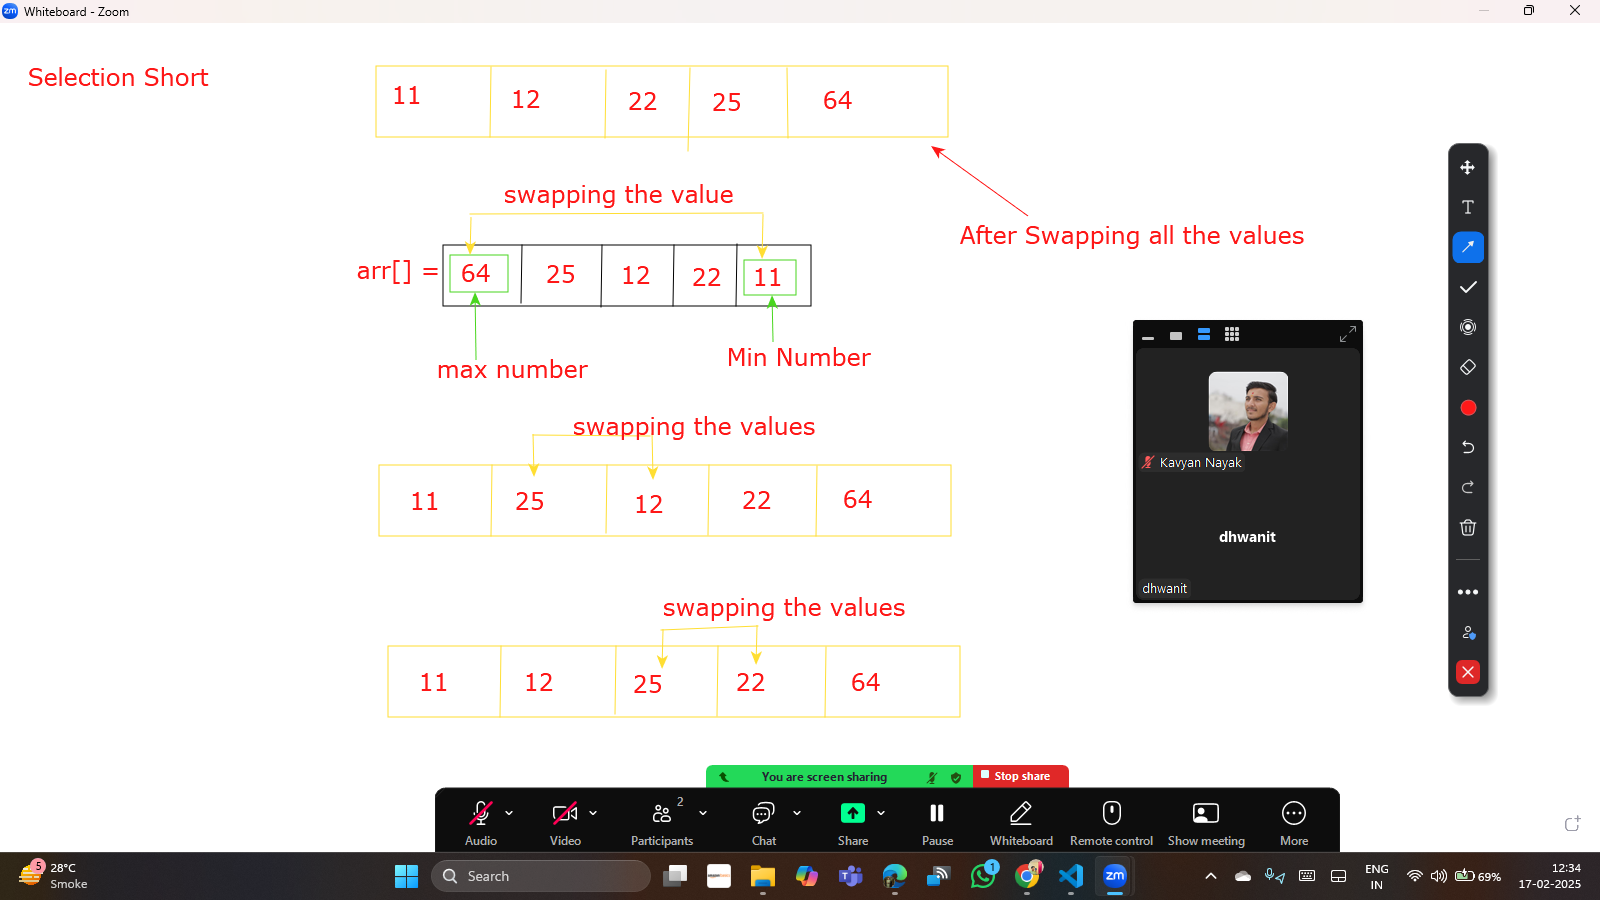 zm Whiteboard - Zoom
Selection Short
11 12 22 25 64
swapping the value
After Swapping all the values
arr[] = 64 25 12 22 11
max number
Min Number
swapping the values
11 25 12 22 64
swapping the values
11 12 25 22 64
T
Kavyan Nayak
dhwanit
dhwanit
You are screen sharing
Stop share
Audio
Video
2
Participants
Chat
Share
Pause
Whiteboard
Remote control
Show meeting
More
5
28°C
Smoke
Search
1
zm
ENG
IN
69%
12:34
17-02-2025